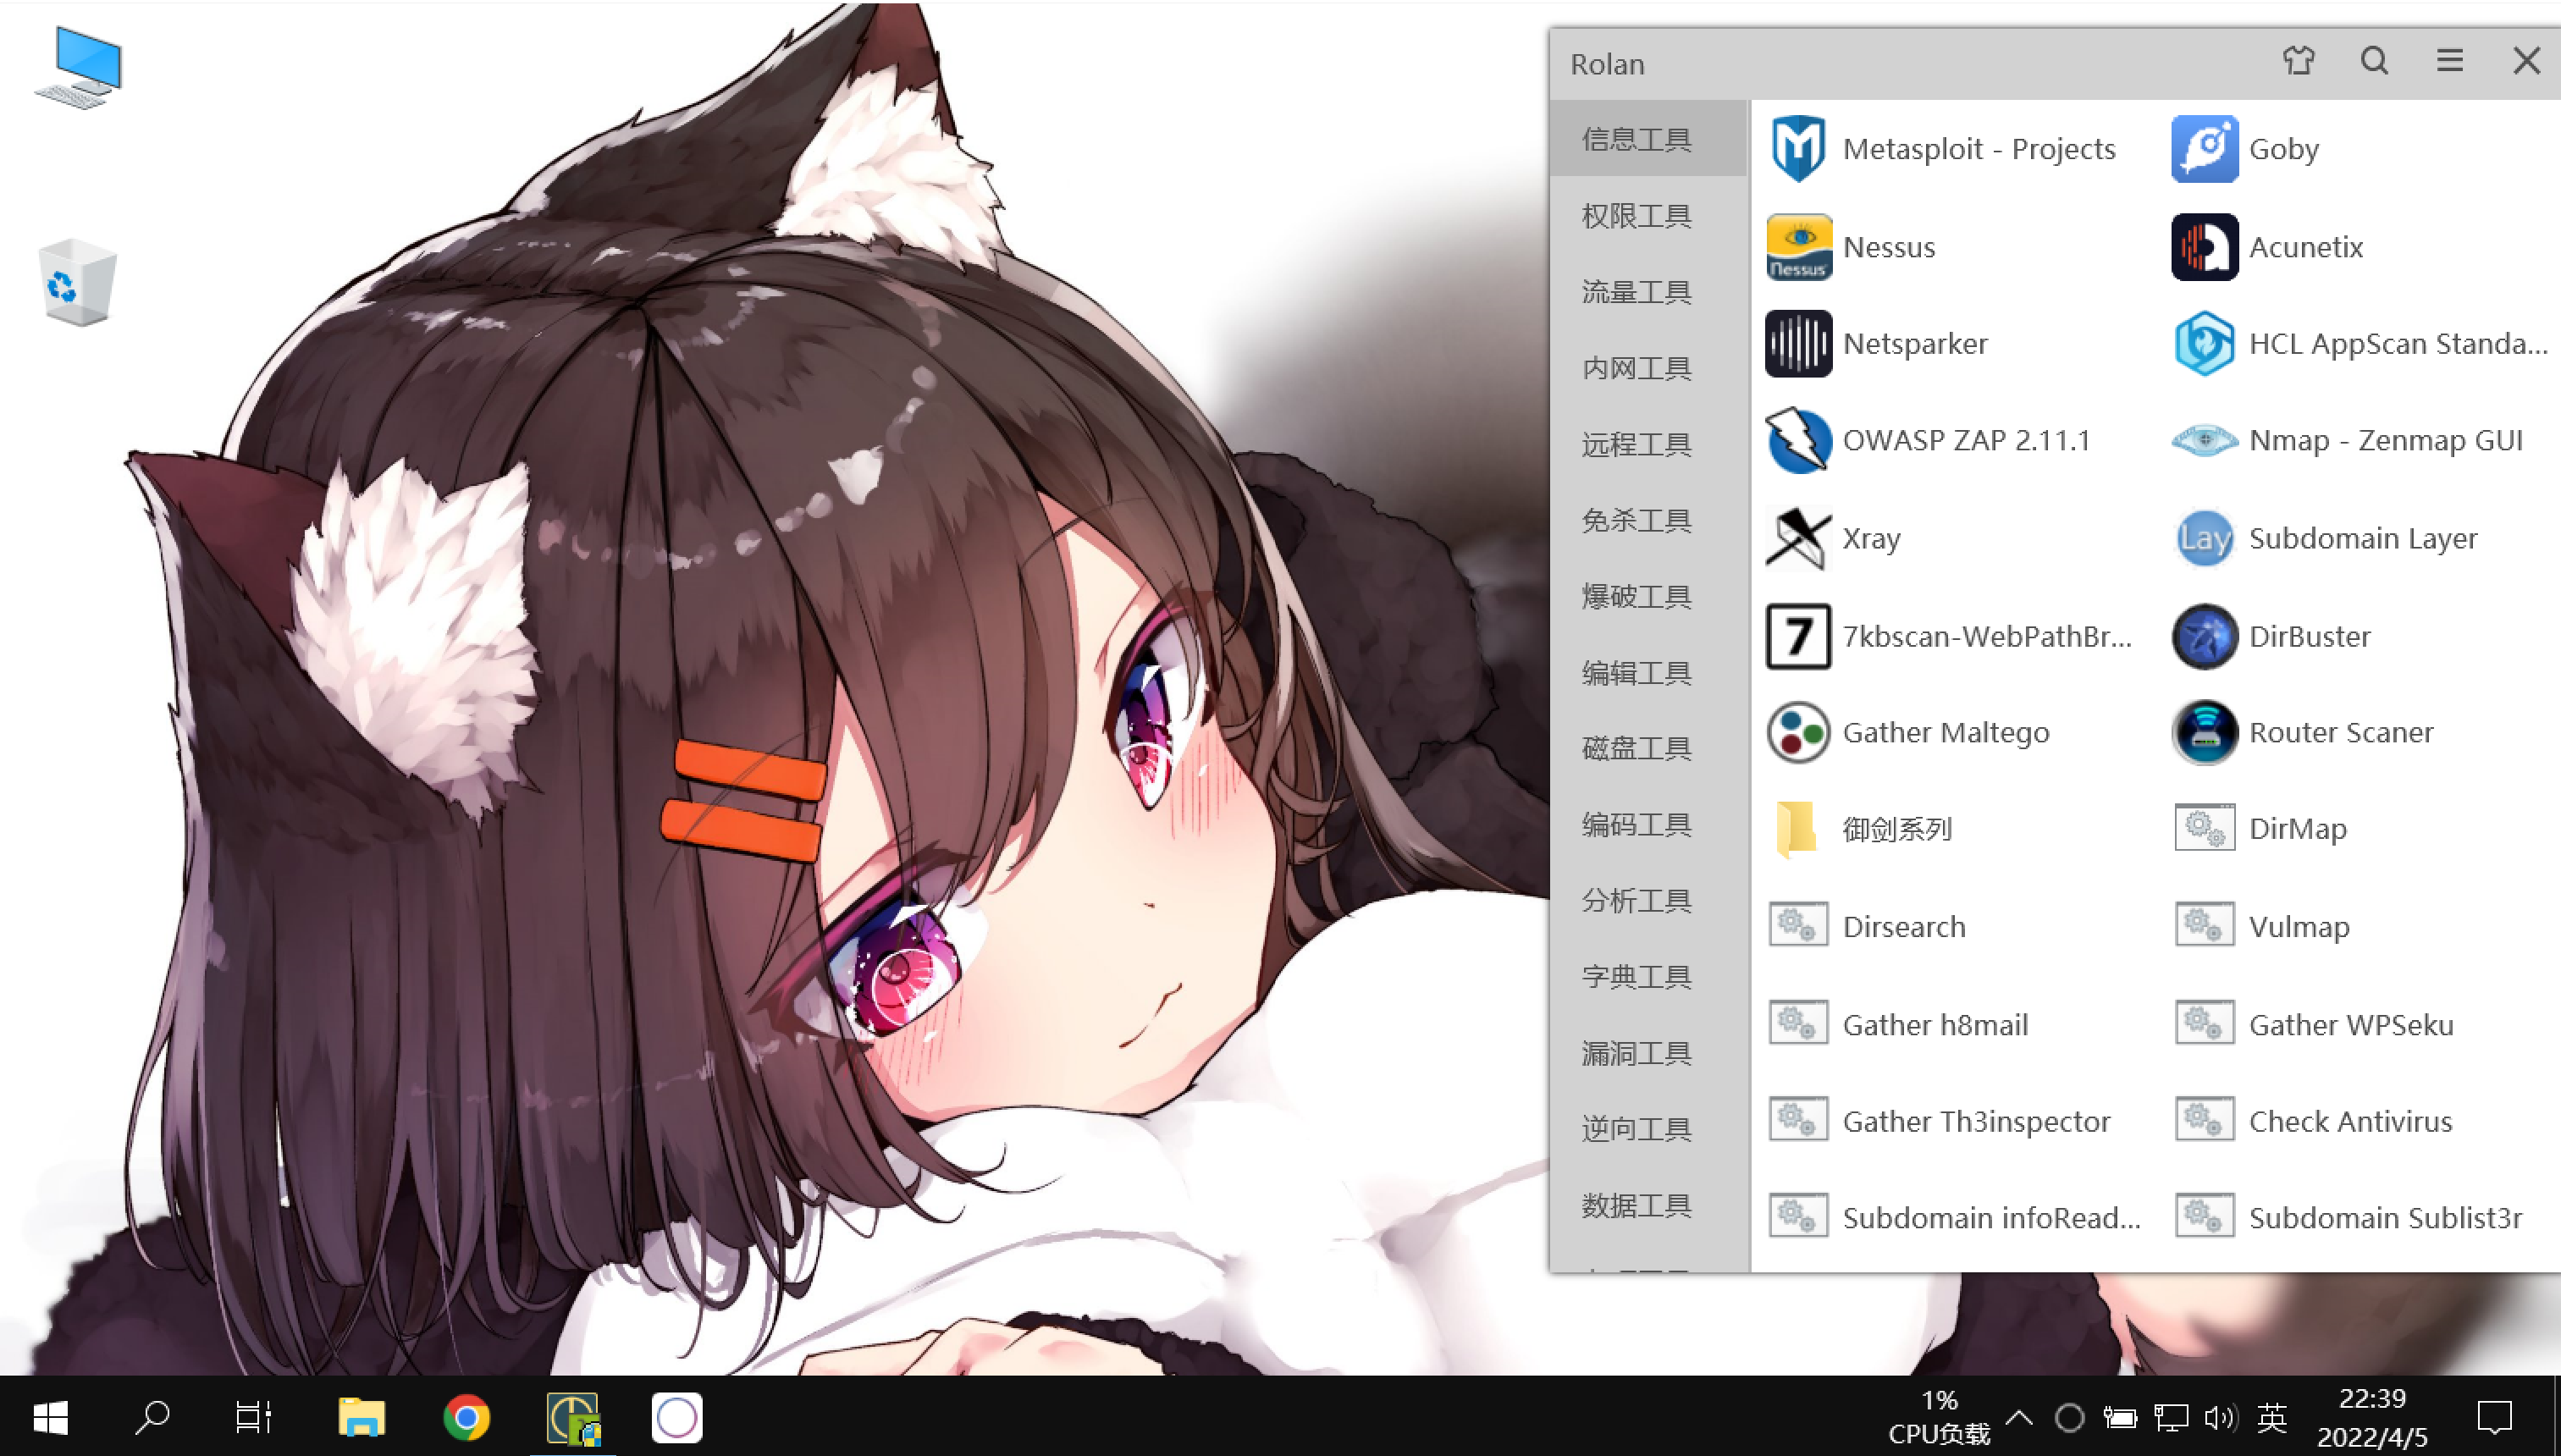 Rolan
信息工具
权限工具
流量工具
内网工具
远程工具
免杀工具
爆破工具
编辑工具
磁盘工具
编码工具
分析工具
字典工具
漏洞工具
逆向工具
数据工具
Metasploit - Projects
Goby
nessus
Nessus
Acunetix
Netsparker
HCL AppScan Standa...
OWASP ZAP 2.11.1
Nmap - Zenmap GUI
Xray
Lay
Subdomain Layer
7
7kbscan-WebPathBr...
DirBuster
Gather Maltego
Router Scaner
御剑系列
DirMap
Dirsearch
Vulmap
Gather h8mail
Gather WPSeku
Gather Th3inspector
Check Antivirus
Subdomain infoRead...
Subdomain Sublist3r
1%
CPU负载
英
22:39
2022/4/5